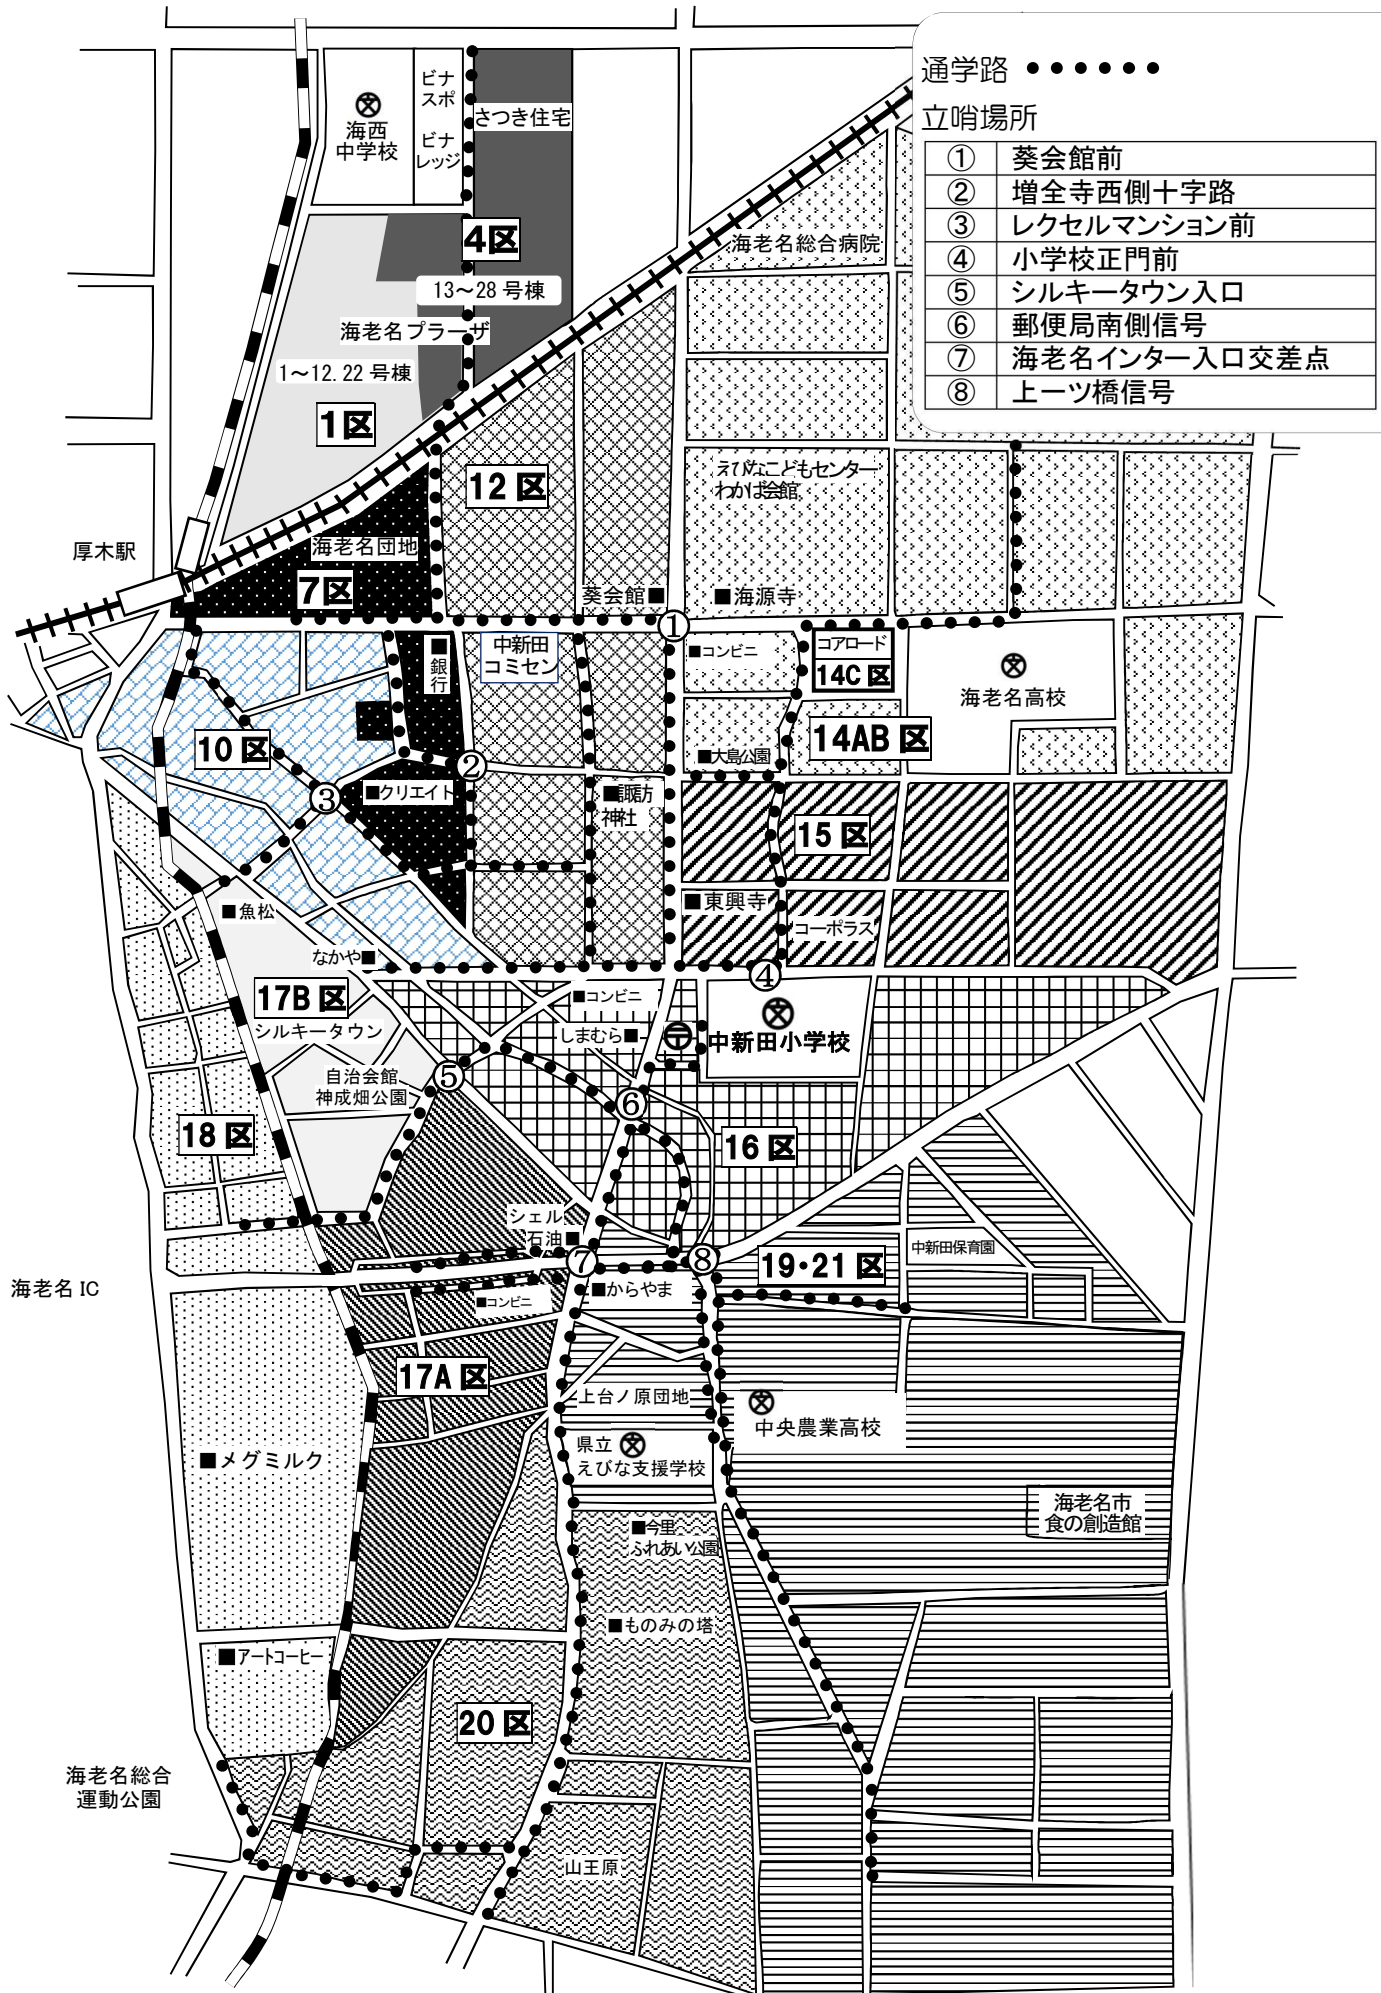 通学路
立哨場所
① 葵会館前
② 増全寺西側十字路
③ レクセルマンション前
④ 小学校正門前
⑤ シルキータウン入口
⑥ 郵便局南側信号
⑦ 海老名インター入口交差点
⑧ 上一ツ橋信号
ビナ
スポ
ビナ
レッジ
文
海西
中学校
さつき住宅
4区
13～28 号棟
海老名総合病院
海老名プラーザ
1～12.22 号棟
1区
12 区
えびなこどもセンター
わかば会館
厚木駅
海老名団地
7区
葵会館■
■海源寺
①
■
銀
行
中新田
コミセン
■コンビニ
コアロード
14C 区
文
海老名高校
10 区
14AB 区
■大島公園
②
③
■クリエイト
■諏訪
神社
15 区
■東興寺
コーポラス
■魚松
なかや■
④
17B 区
シルキータウン
■コンビニ
しまむら■
〒
文
中新田小学校
自治会館
神成畑公園
⑤
⑥
18 区
16 区
シェル
石油■
⑦
⑧
19・21 区
中新田保育園
海老名 IC
■コンビニ
■からやま
17A 区
上台ノ原団地
文
中央農業高校
県立 文
えびな支援学校
■メグミルク
海老名市
食の創造館
■今里
ふれあい公園
■ものみの塔
■アートコーヒー
20 区
海老名総合
運動公園
山王原